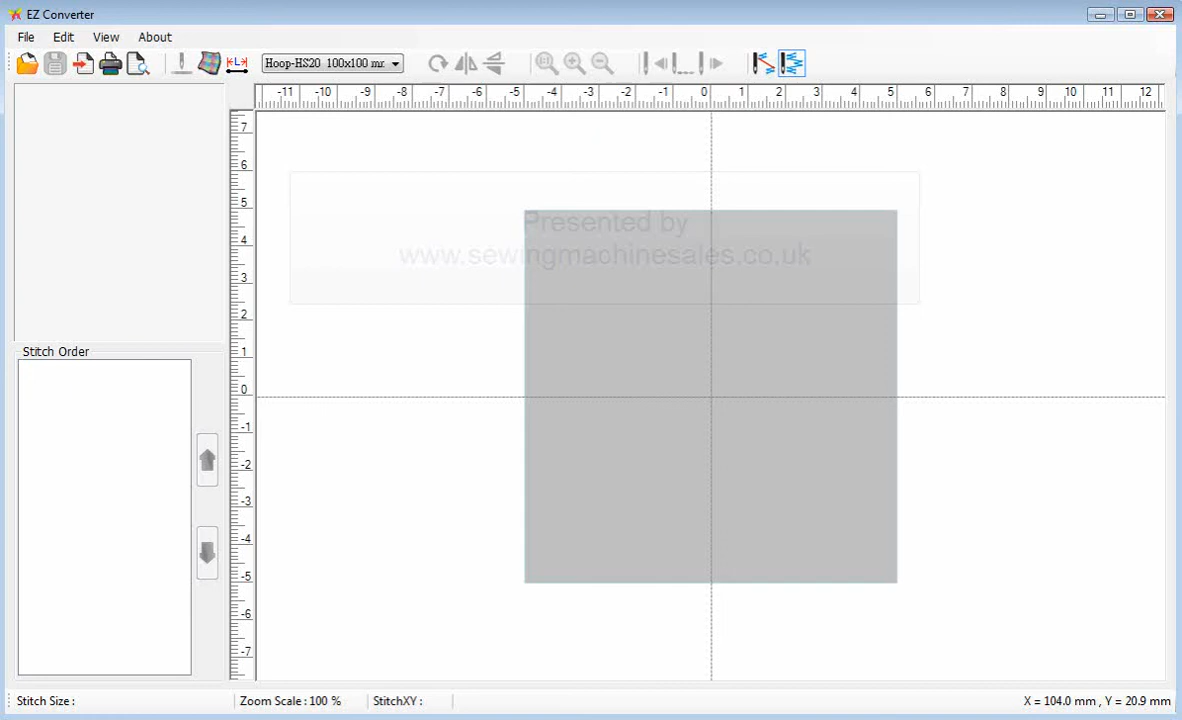 EZ Converter
File Edit View About
Hoop-HS20 100x100 mr
-11 -10 -9 -8 -7 -6 -5 -4 -3 -2 -1 0 1 2 3 4 5 6 7 8 9 10 11 12
7
6
5
4
3
2
1
0
-1
-2
-3
-4
-5
-6
-7
Presented by
www.sewingmachinesales.co.uk
Stitch Order
Stitch Size : Zoom Scale : 100 % StitchXY : X = 104.0 mm , Y = 20.9 mm